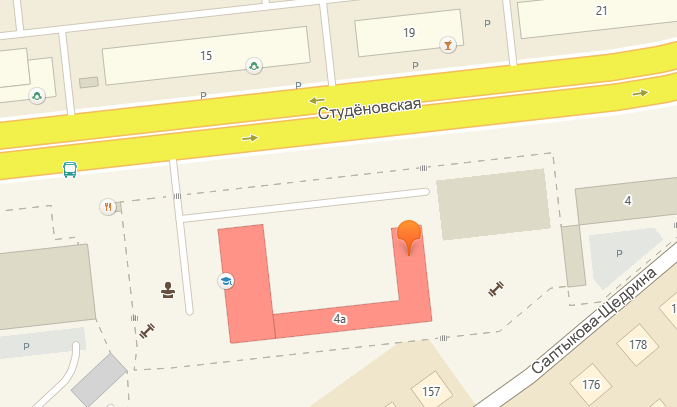 21
19
15
P
P
P
P
Студёновская
4
P
4а
Салтыкова-Щедрина
P
178
176
157